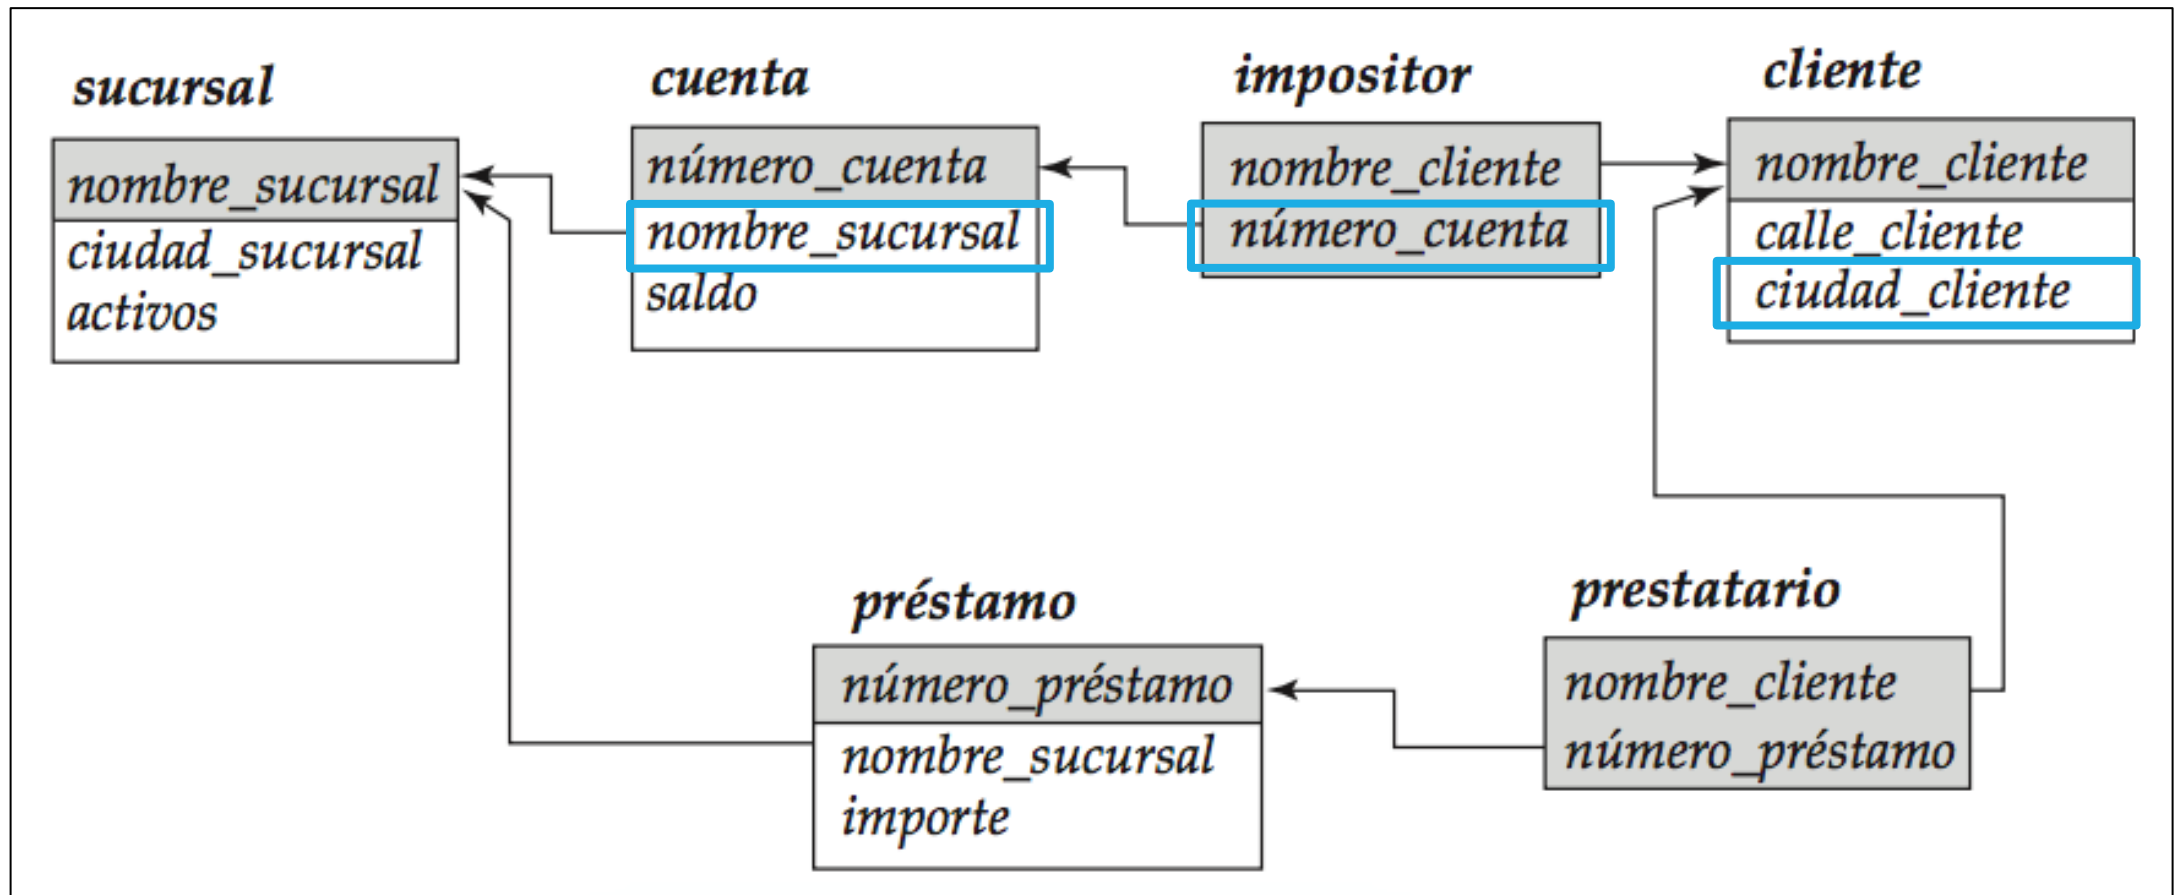 sucursal
nombre_sucursal
ciudad_sucursal
activos
cuenta
número_cuenta
nombre_sucursal
saldo
impositor
nombre_cliente
número_cuenta
cliente
nombre_cliente
calle_cliente
ciudad_cliente
préstamo
número_préstamo
nombre_sucursal
importe
prestatario
nombre_cliente
número_préstamo